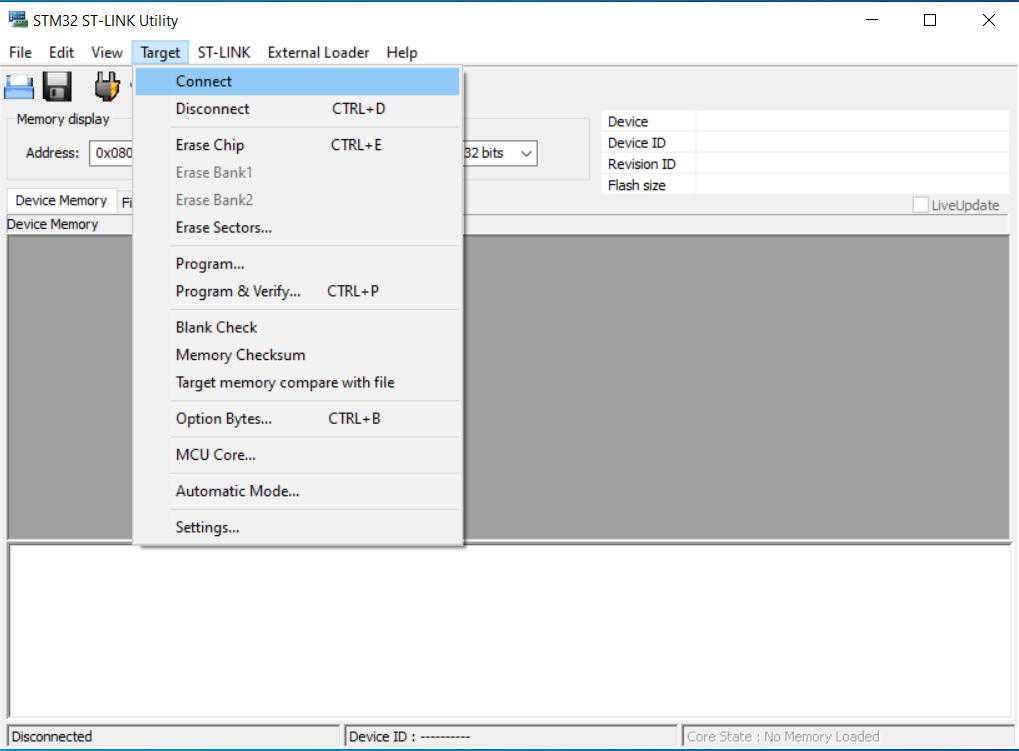 STM32 ST-LINK Utility
File Edit View Target ST-LINK External Loader Help
Connect
Disconnect CTRL+D
Erase Chip CTRL+E
Erase Bank1
Erase Bank2
Erase Sectors...
Program...
Program & Verify... CTRL+P
Blank Check
Memory Checksum
Target memory compare with file
Option Bytes... CTRL+B
MCU Core...
Automatic Mode...
Settings...
Memory display
Address: 0x080
32 bits
Device
Device ID
Revision ID
Flash size
LiveUpdate
Device Memory
Device Memory
Disconnected
Device ID : ----------
Core State : No Memory Loaded